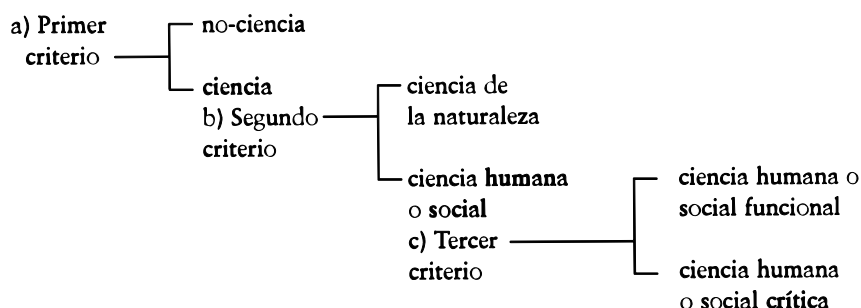 a) Primer
criterio
no-ciencia
ciencia
b) Segundo
criterio
ciencia de
la naturaleza
ciencia humana
o social
c) Tercer
criterio
ciencia humana o
social funcional
ciencia humana
o social crítica